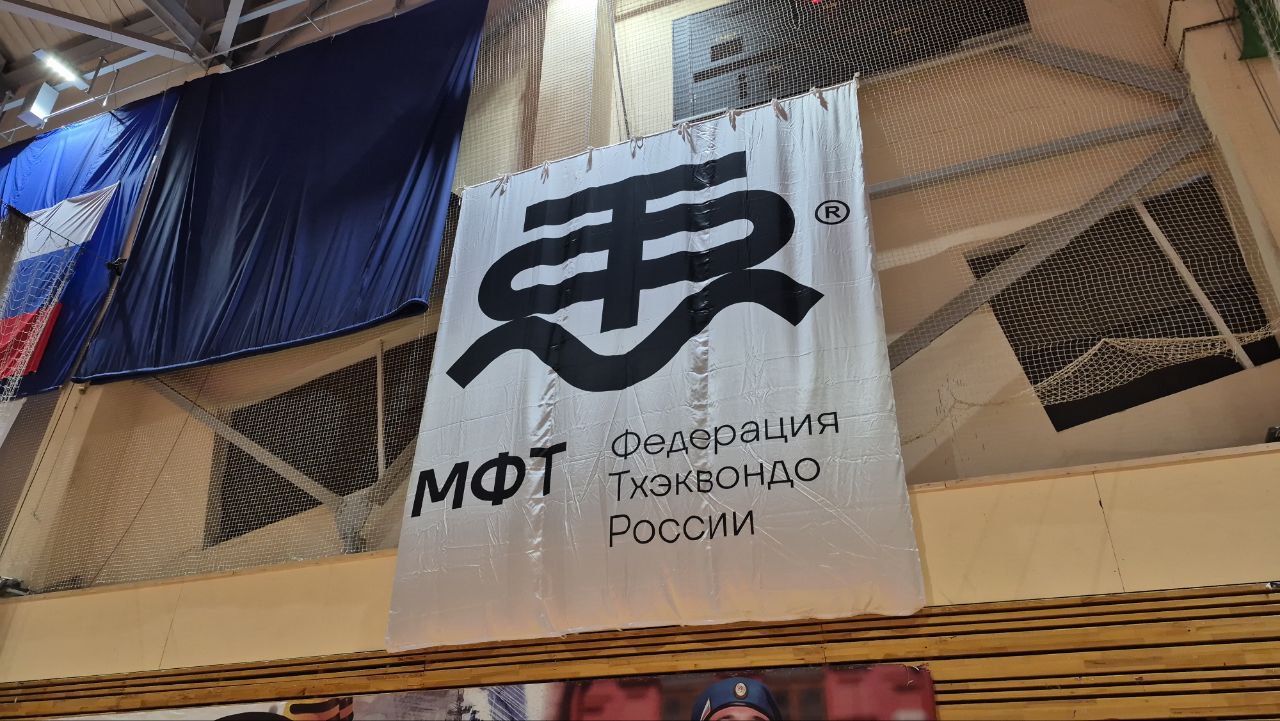 ®
МФТ
Федерация
Тхэквондо
России